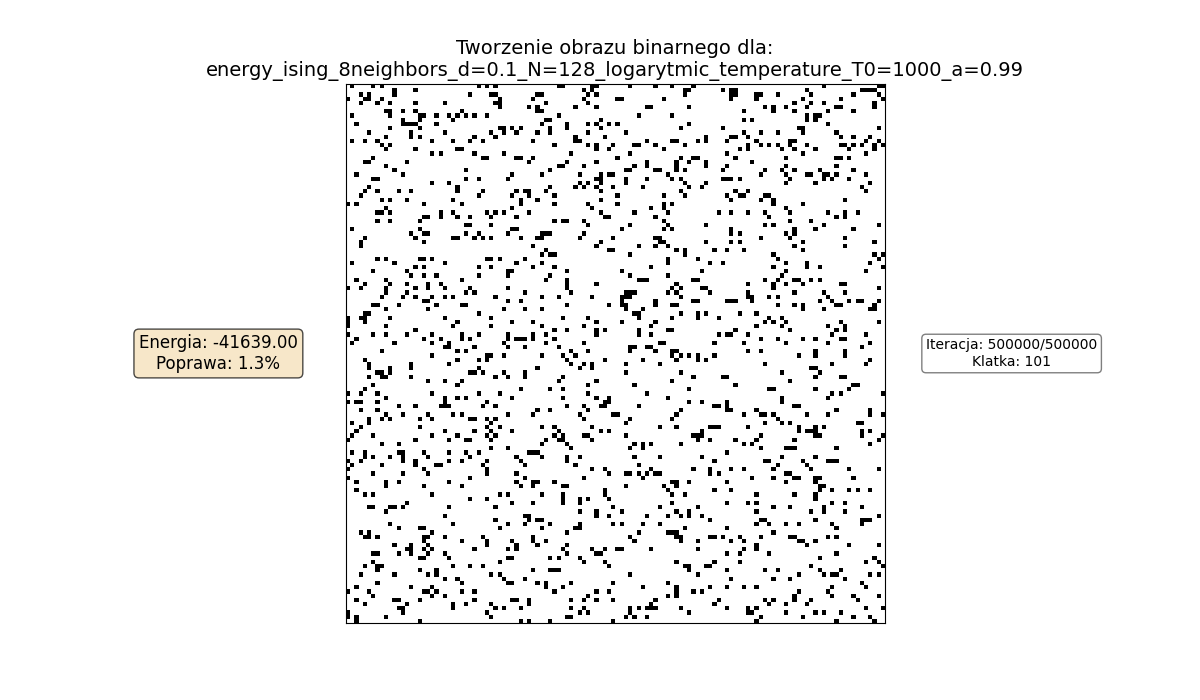 Tworzenie obrazu binarnego dla:
energy_ising_8neighbors_d=0.1_N=128_logarytmic_temperature_T0=1000_a=0.99
Energia: -41639.00
Poprawa: 1.3%
Iteracja: 500000/500000
Klatka: 101